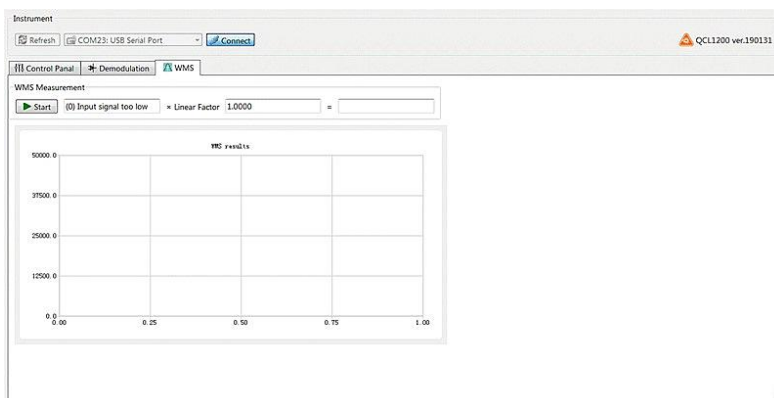 Instrument
Refresh COM23: USB Serial Port Connect QCL1200 ver.190131
Control Panal Demodulation WMS
WMS Measurement
Start (0) Input signal too low × Linear Factor 1.0000 =
WMS results
50000.0
37500.0
25000.0
12500.0
0.0
0.00 0.25 0.50 0.75 1.00